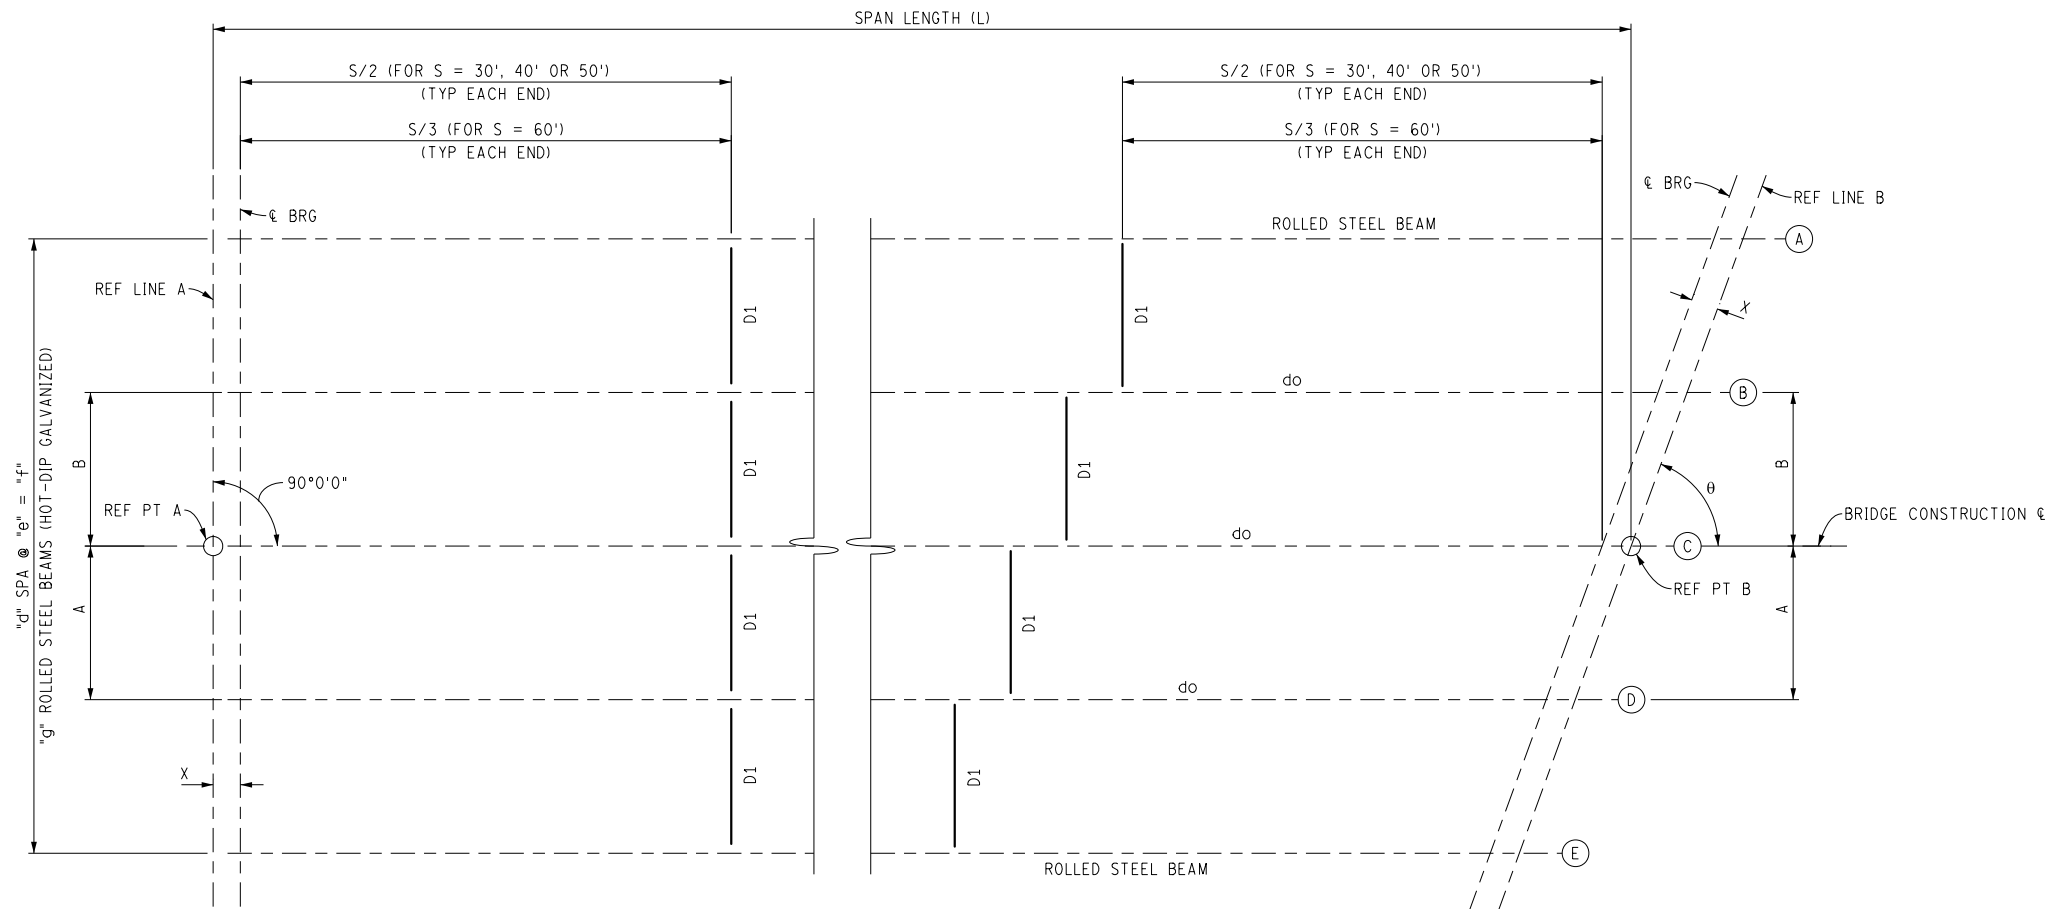 SPAN LENGTH (L)
S/2 (FOR S = 30', 40' OR 50')
(TYP EACH END)
S/3 (FOR S = 60')
(TYP EACH END)
S/2 (FOR S = 30', 40' OR 50')
(TYP EACH END)
S/3 (FOR S = 60')
(TYP EACH END)
℄ BRG
℄ BRG
REF LINE B
ROLLED STEEL BEAM
A
REF LINE A
D1
D1
X
do
B
"d" SPA @ "e" = "f"
"g" ROLLED STEEL BEAMS (HOT-DIP GALVANIZED)
B
90°0'0"
D1
D1
B
θ
REF PT A
BRIDGE CONSTRUCTION ℄
do
C
REF PT B
A
D1
D1
A
do
D
X
D1
D1
E
ROLLED STEEL BEAM